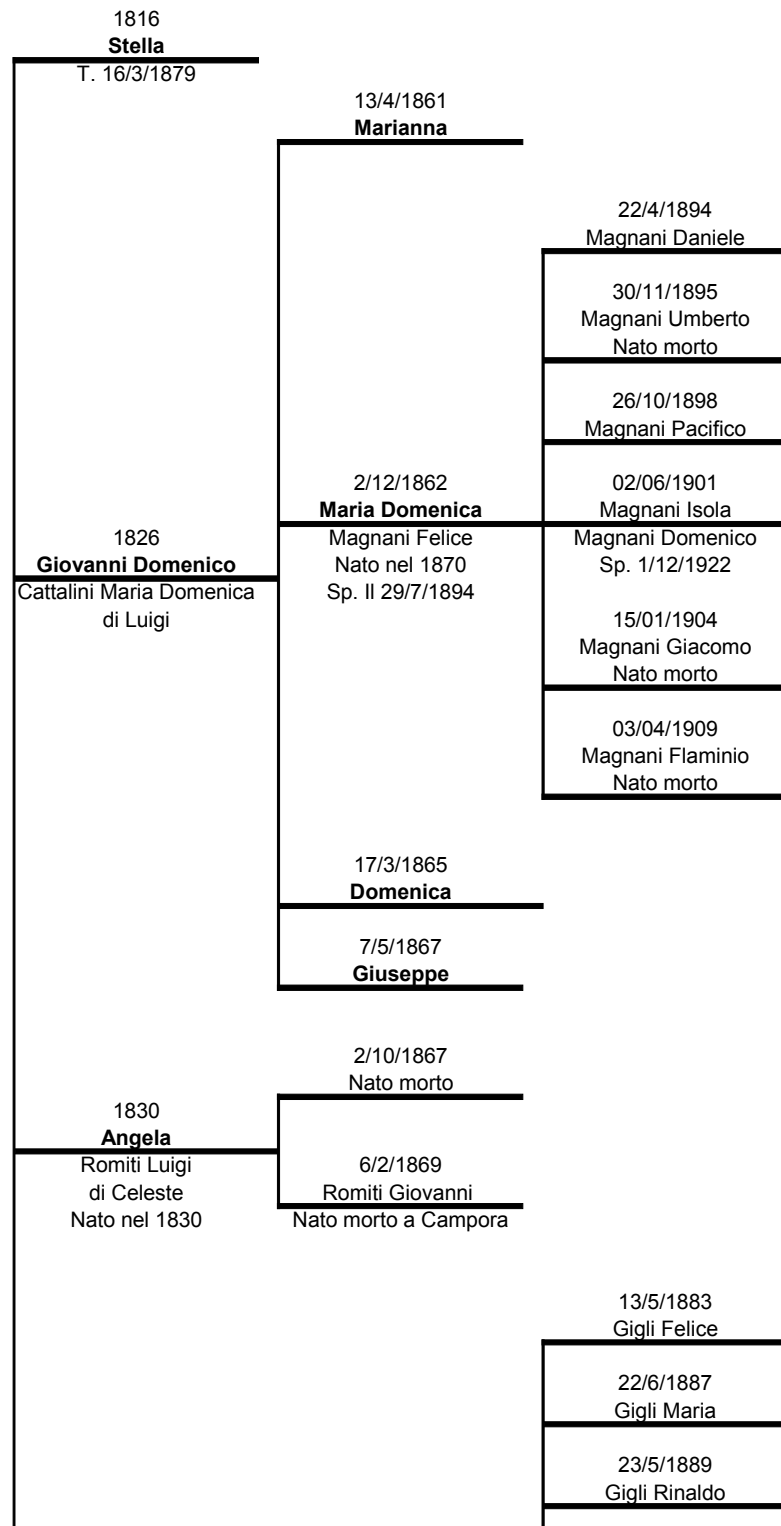 1816
Stella
T. 16/3/1879
13/4/1861
Marianna
22/4/1894
Magnani Daniele
30/11/1895
Magnani Umberto
Nato morto
26/10/1898
Magnani Pacifico
1826
Giovanni Domenico
Cattalini Maria Domenica
di Luigi
2/12/1862
Maria Domenica
Magnani Felice
Nato nel 1870
Sp. II 29/7/1894
02/06/1901
Magnani Isola
Magnani Domenico
Sp. 1/12/1922
15/01/1904
Magnani Giacomo
Nato morto
03/04/1909
Magnani Flaminio
Nato morto
17/3/1865
Domenica
7/5/1867
Giuseppe
1830
Angela
Romiti Luigi
di Celeste
Nato nel 1830
2/10/1867
Nato morto
6/2/1869
Romiti Giovanni
Nato morto a Campora
13/5/1883
Gigli Felice
22/6/1887
Gigli Maria
23/5/1889
Gigli Rinaldo